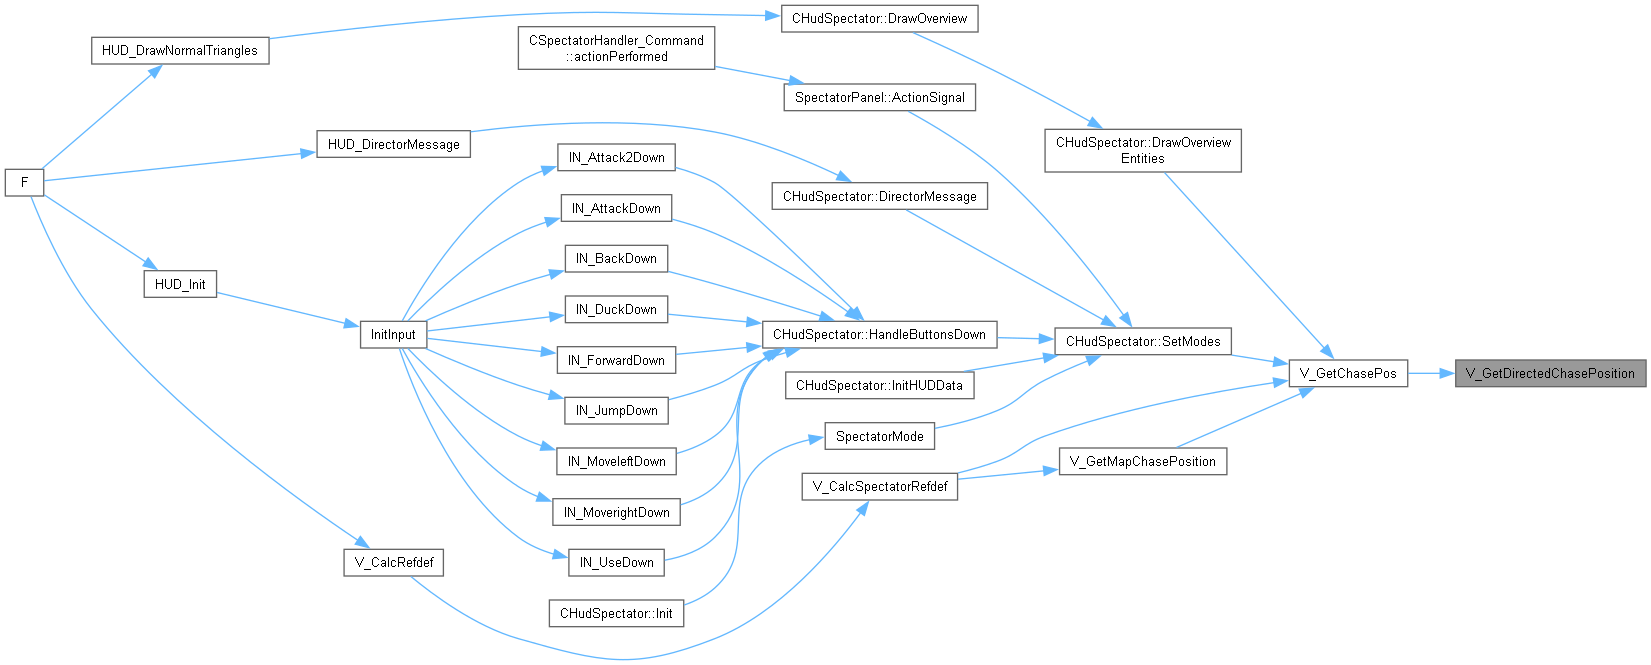 CHudSpectator::DrawOverview
HUD_DrawNormalTriangles
CSpectatorHandler_Command
::actionPerformed
SpectatorPanel::ActionSignal
HUD_DirectorMessage
CHudSpectator::DrawOverview
Entities
IN_Attack2Down
F
CHudSpectator::DirectorMessage
IN_AttackDown
IN_BackDown
HUD_Init
IN_DuckDown
InitInput
CHudSpectator::HandleButtonsDown
CHudSpectator::SetModes
IN_ForwardDown
V_GetChasePos
V_GetDirectedChasePosition
CHudSpectator::InitHUDData
IN_JumpDown
SpectatorMode
IN_MoveleftDown
V_GetMapChasePosition
V_CalcSpectatorRefdef
IN_MoverightDown
V_CalcRefdef
IN_UseDown
CHudSpectator::Init